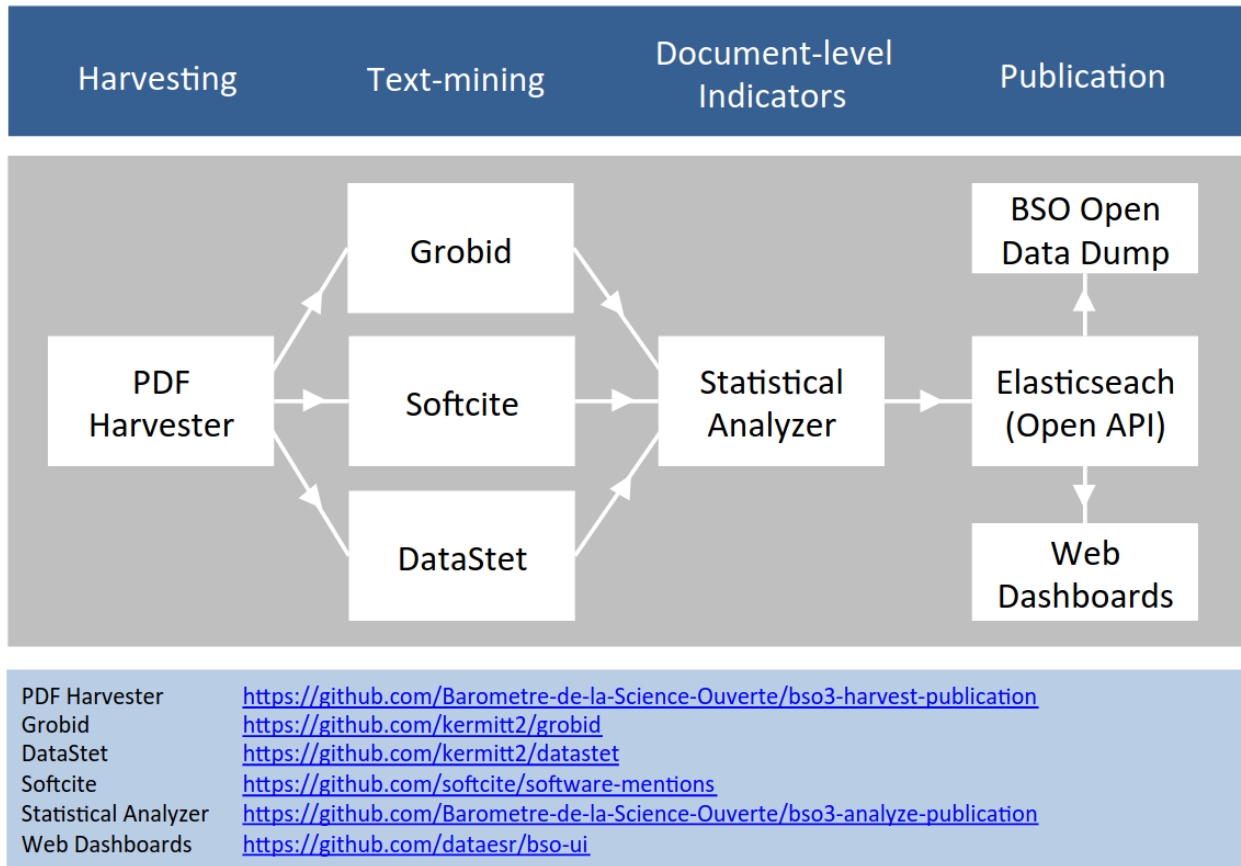 Harvesting
Text-mining
Document-level
Indicators
Publication
PDF
Harvester
Grobid
Softcite
DataStet
Statistical
Analyzer
BSO Open
Data Dump
Elasticseach
(Open API)
Web
Dashboards
PDF Harvester https://github.com/Barometre-de-la-Science-Ouverte/bso3-harvest-publication
Grobid https://github.com/kermitt2/grobid
DataStet https://github.com/kermitt2/datastet
Softcite https://github.com/softcite/software-mentions
Statistical Analyzer https://github.com/Barometre-de-la-Science-Ouverte/bso3-analyze-publication
Web Dashboards https://github.com/dataesr/bso-ui